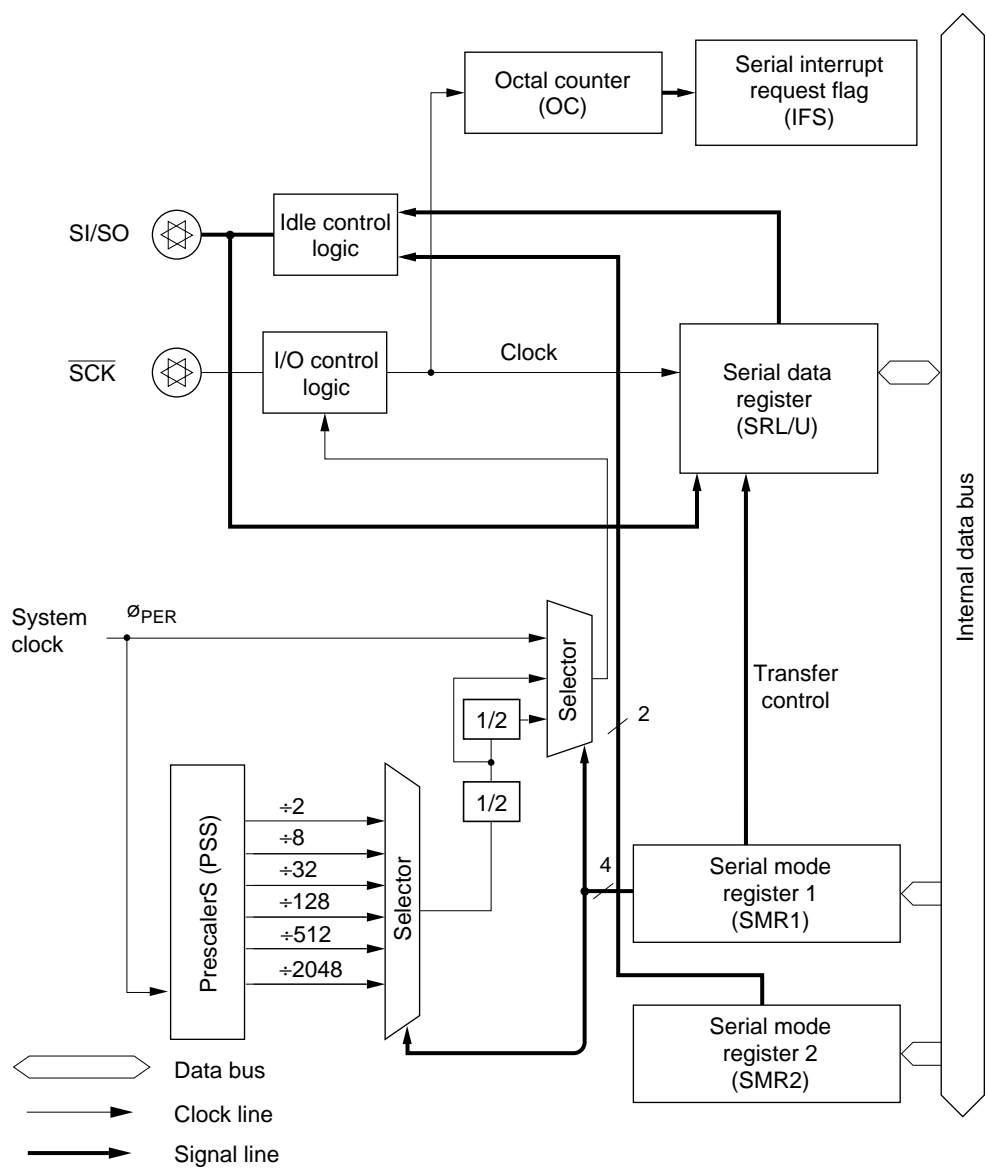 Octal counter
(OC)
Serial interrupt
request flag
(IFS)
SI/SO
Idle control
logic
SCK
I/O control
logic
Clock
Serial data
register
(SRL/U)
Internal data bus
System
clock
øPER
Selector
1/2
1/2
2
Transfer
control
PrescalerS (PSS)
÷2
÷8
÷32
÷128
÷512
÷2048
Selector
4
Serial mode
register 1
(SMR1)
Serial mode
register 2
(SMR2)
Data bus
Clock line
Signal line